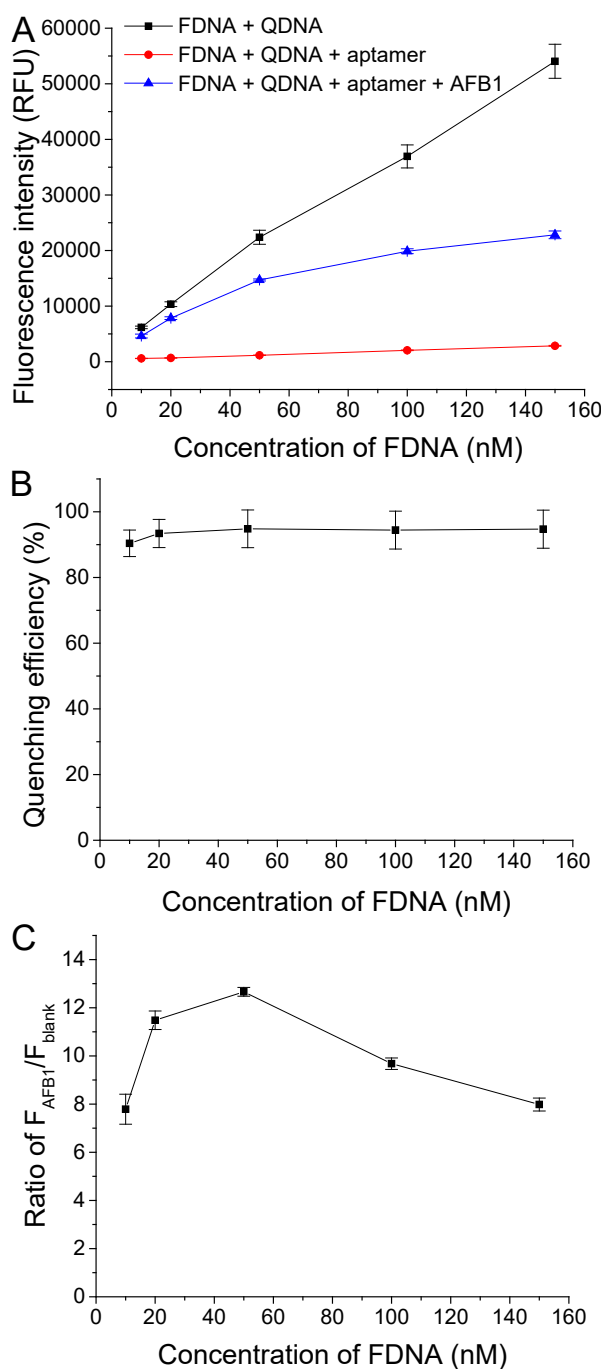 A
FDNA + QDNA
FDNA + QDNA + aptamer
FDNA + QDNA + aptamer + AFB1
Fluorescence intensity (RFU)
60000
50000
40000
30000
20000
10000
0
0 20 40 60 80 100 120 140 160
Concentration of FDNA (nM)
B
Quenching efficiency (%)
100
80
60
40
20
0
0 20 40 60 80 100 120 140 160
Concentration of FDNA (nM)
C
Ratio of F_AFB1/F_blank
14
12
10
8
6
4
2
0
0 20 40 60 80 100 120 140 160
Concentration of FDNA (nM)